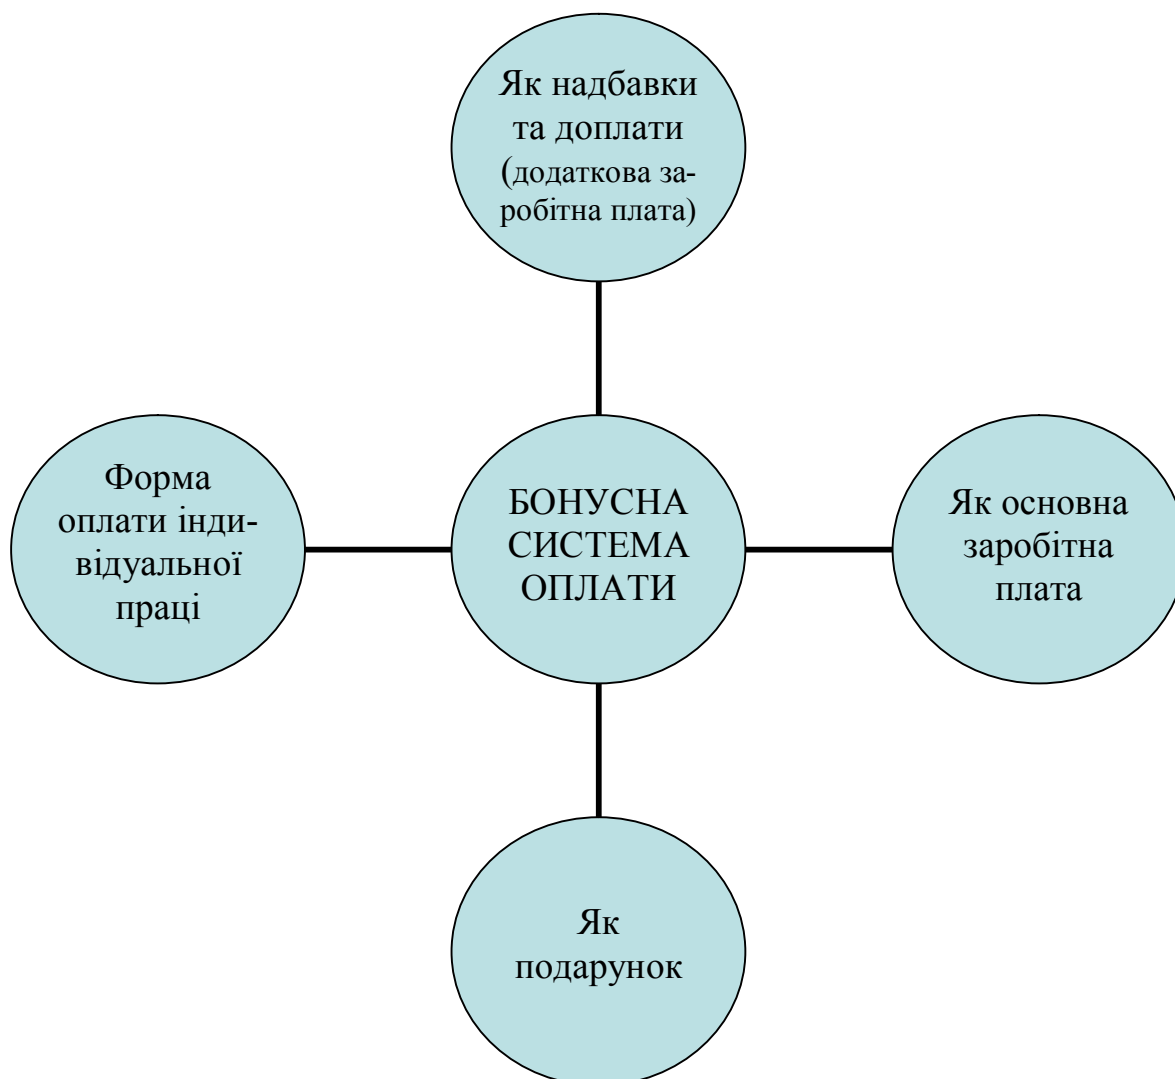 Як надбавки
та доплати
(додаткова за-
робітна плата)
Форма
оплати інди-
відуальної
праці
БОНУСНА
СИСТЕМА
ОПЛАТИ
Як основна
заробітна
плата
Як
подарунок